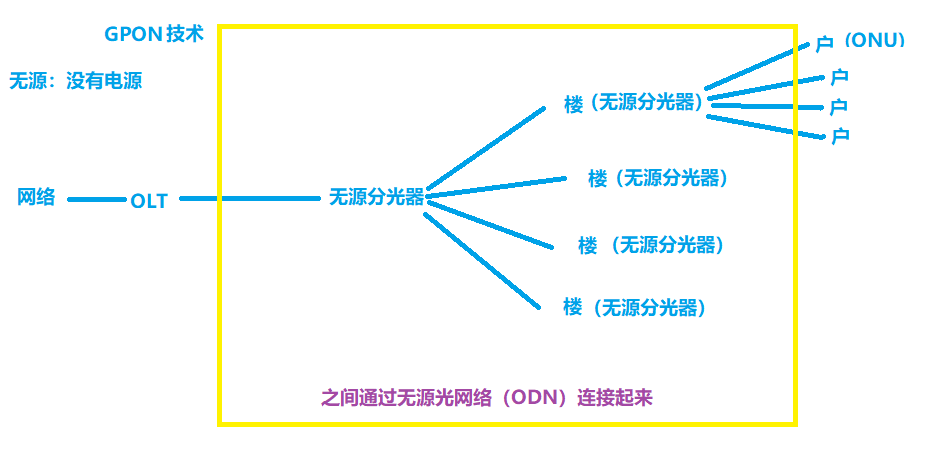 GPON 技术
无源：没有电源
户（ONU）
户
户
户
楼（无源分光器）
楼（无源分光器）
楼（无源分光器）
楼（无源分光器）
网络
OLT
无源分光器
之间通过无源光网络（ODN）连接起来